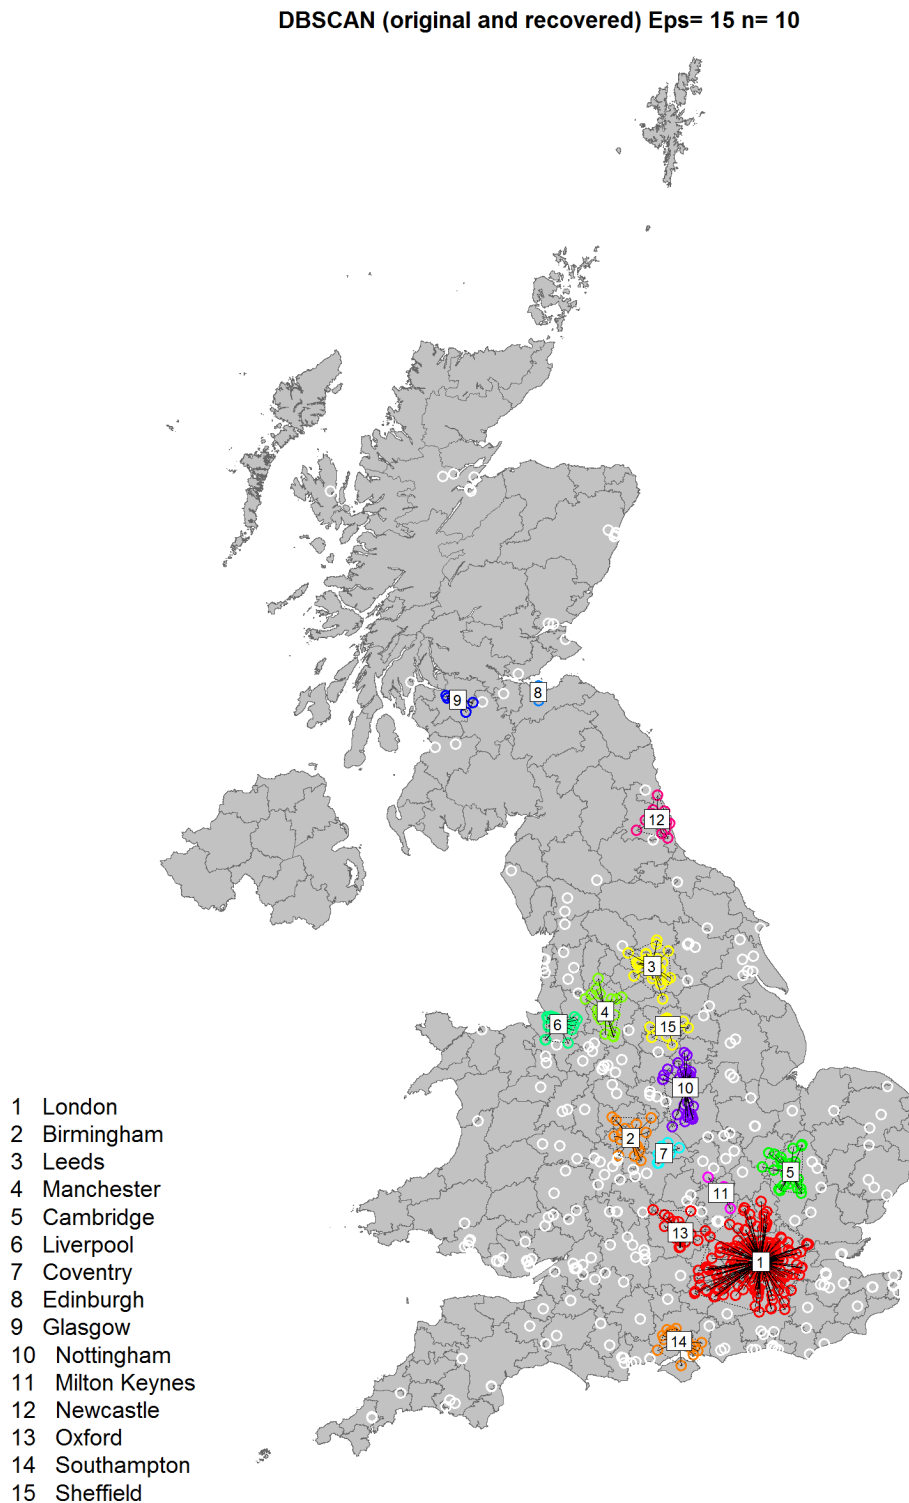 DBSCAN (original and recovered) Eps= 15 n= 10
8
9
12
3
4
6
15
10
2
7
5
11
13
1
14
1 London
2 Birmingham
3 Leeds
4 Manchester
5 Cambridge
6 Liverpool
7 Coventry
8 Edinburgh
9 Glasgow
10 Nottingham
11 Milton Keynes
12 Newcastle
13 Oxford
14 Southampton
15 Sheffield